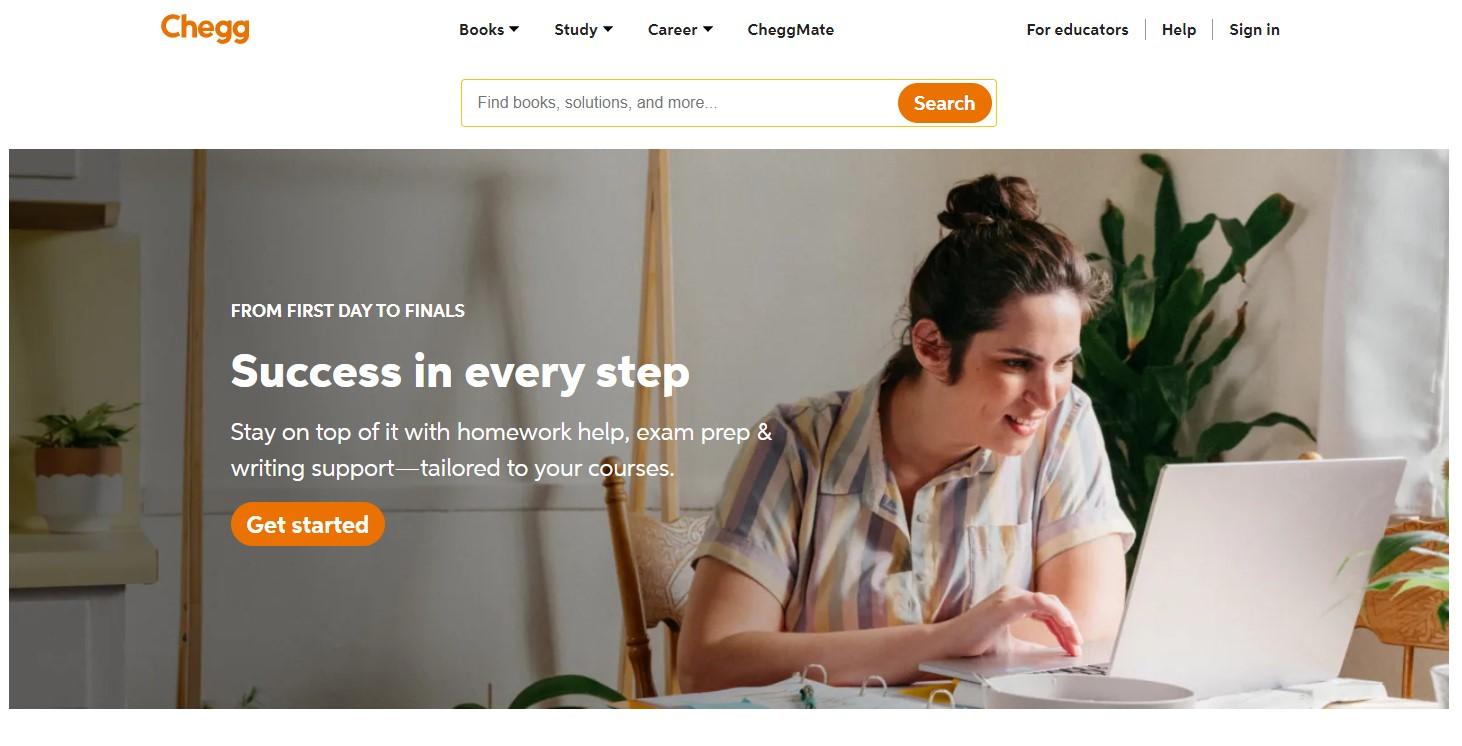 Chegg
Books
Study
Career
CheggMate
For educators
Help
Sign in
Find books, solutions, and more...
Search
FROM FIRST DAY TO FINALS
Success in every step
Stay on top of it with homework help, exam prep &
writing support—tailored to your courses.
Get started